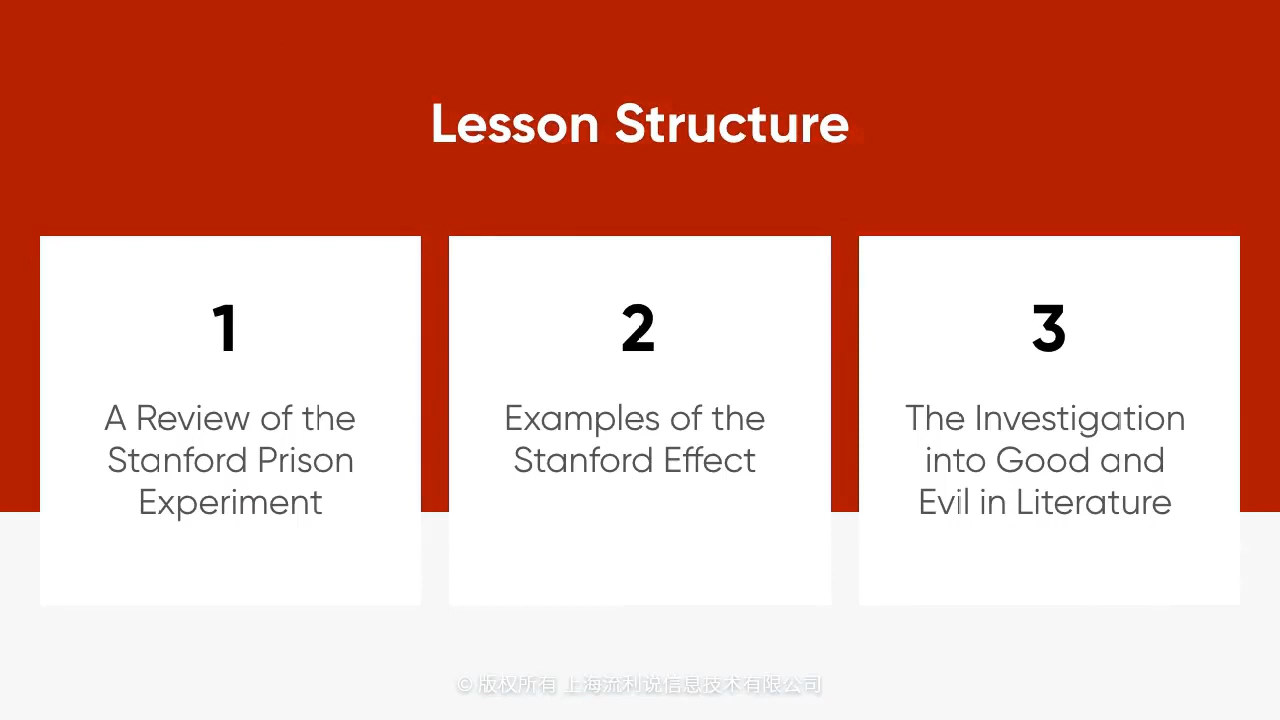 Lesson Structure
1
A Review of the
Stanford Prison
Experiment
2
Examples of the
Stanford Effect
3
The Investigation
into Good and
Evil in Literature
© 版权所有 上海流利说信息技术有限公司